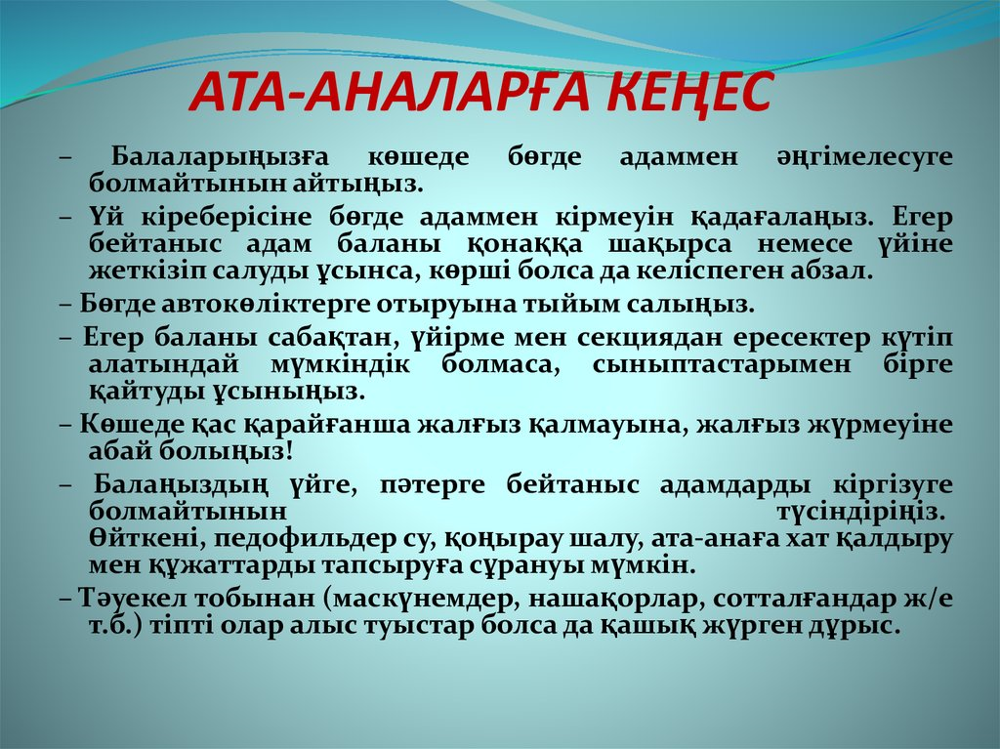 АТА-АНАЛАРҒА КЕҢЕС
– Балаларыңызға көшеде бөгде адаммен әңгімелесуге
болмайтынын айтыңыз.
– Үй кіреберісіне бөгде адаммен кірмеуін қадағалаңыз. Егер
бейтаныс адам баланы қонаққа шақырса немесе үйіне
жеткізіп салуды ұсынса, көрші болса да келіспеген абзал.
– Бөгде автокөліктерге отыруына тыйым салыңыз.
– Егер баланы сабақтан, үйірме мен секциядан ересектер күтіп
алатындай мүмкіндік болмаса, сыныптастарымен бірге
қайтуды ұсыныңыз.
– Көшеде қас қарайғанша жалғыз қалмауына, жалғыз жүрмеуіне
абай болыңыз!
– Балаңыздың үйге, пәтерге бейтаныс адамдарды кіргізуге
болмайтынын түсіндіріңіз.
Өйткені, педофильдер су, қоңырау шалу, ата-анаға хат қалдыру
мен құжаттарды тапсыруға сұрануы мүмкін.
– Тәуекел тобынан (маскүнемдер, нашақорлар, сотталғандар ж/е
т.б.) тіпті олар алыс туыстар болса да қашық жүрген дұрыс.